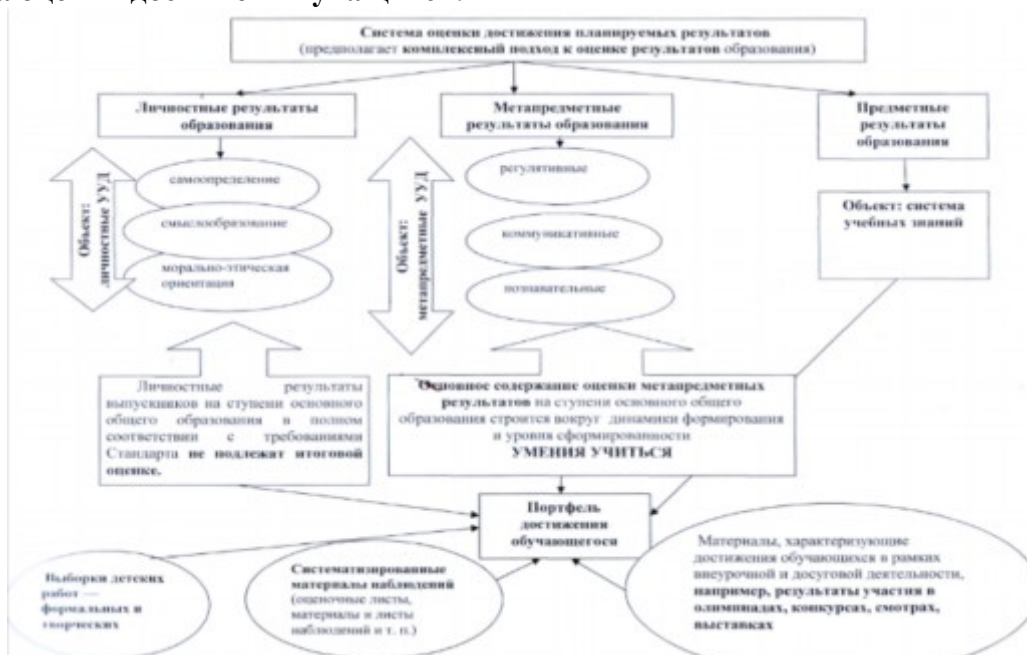 Система оценки достижения планируемых результатов
(предполагает комплексный подход к оценке результатов образования)
Личностные результаты
образования
Метапредметные
результаты образования
Предметные
результаты
образования
Объект:
личностные УУД
самоопределение
смыслообразование
морально-этическая
ориентация
Объект:
метапредметные УУД
регулятивные
коммуникативные
познавательные
Объект: система
учебных знаний
Личностные результаты
выпускников на ступени основного
общего образования в полном
соответствии с требованиями
Стандарта не подлежат итоговой
оценке.
Основное содержание оценки метапредметных
результатов на ступени основного общего
образования строится вокруг динамики формирования
и уровня сформированности
УМЕНИЯ УЧИТЬСЯ
Портфель
достижения
обучающегося
Выборки детских
работ —
формальных и
творческих
Систематизированные
материалы наблюдений
(оценочные листы,
материалы и листы
наблюдений и т. п.)
Материалы, характеризующие
достижения обучающихся в рамках
внеурочной и досуговой деятельности,
например, результаты участия в
олимпиадах, конкурсах, смотрах,
выставках